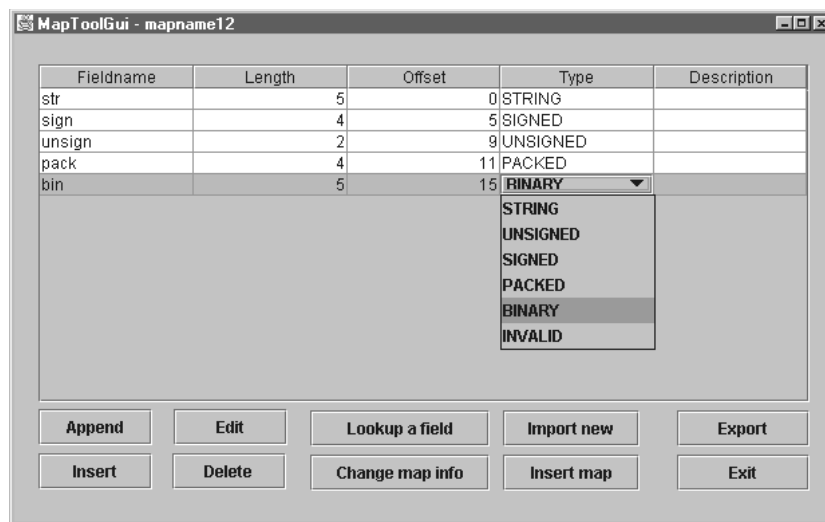 MapToolGui - mapname12
Fieldname Length Offset Type Description
str 5 0 STRING
sign 4 5 SIGNED
unsign 2 9 UNSIGNED
pack 4 11 PACKED
bin 5 15 BINARY
STRING
UNSIGNED
SIGNED
PACKED
BINARY
INVALID
Append Edit Lookup a field Import new Export
Insert Delete Change map info Insert map Exit